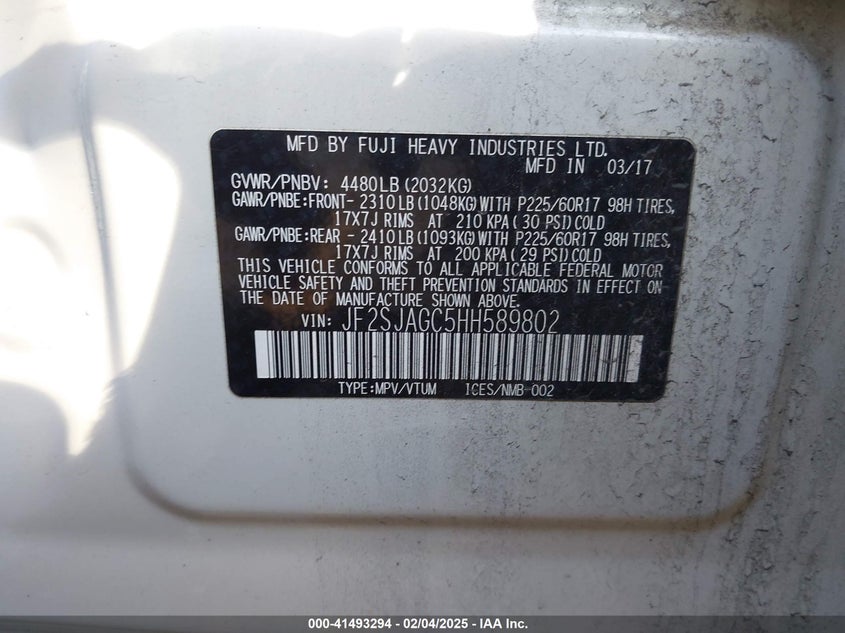 MFD BY FUJI HEAVY INDUSTRIES LTD.
MFD IN 03/17
GVWR/PNBV: 4480LB(2032KG)
GAWR/PNBE:FRONT- 2310LB(1048KG)WITH P225/60R17 98H TIRES,
17X7J RIMS AT 210 KPA(30 PSI)COLD
GAWR/PNBE:REAR - 2410LB(1093KG)WITH P225/60R17 98H TIRES,
17X7J RIMS AT 200 KPA(29 PSI)COLD
THIS VEHICLE CONFORMS TO ALL APPLICABLE FEDERAL MOTOR
VEHICLE SAFETY AND THEFT PREVENTION STANDARDS IN EFFECT ON
THE DATE OF MANUFACTURE SHOWN ABOVE.
VIN: JF2SJAGC5HH589802
TYPE:MPV/VTUM ICES/NMB-002
000-41493294 - 02/04/2025 - IAA Inc.